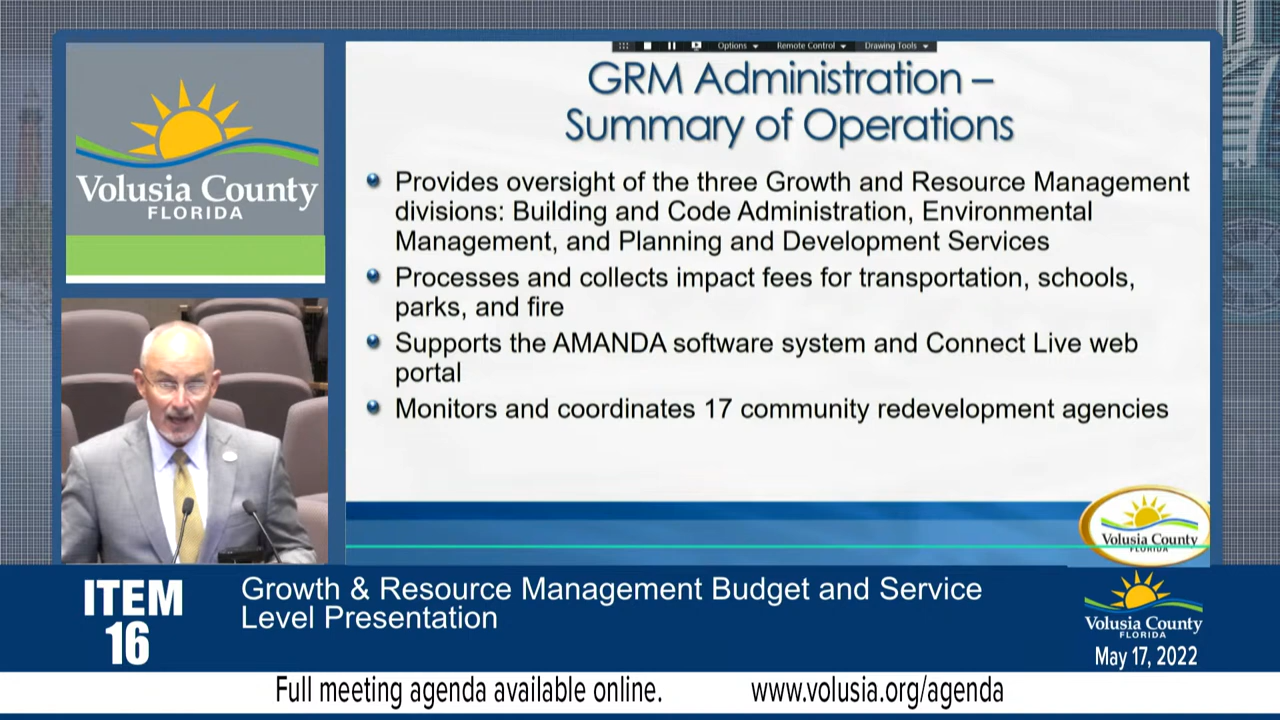 Options
Remote Control
Drawing Tools
GRM Administration –
Summary of Operations
Volusia County
FLORIDA
Provides oversight of the three Growth and Resource Management
divisions: Building and Code Administration, Environmental
Management, and Planning and Development Services
Processes and collects impact fees for transportation, schools,
parks, and fire
Supports the AMANDA software system and Connect Live web
portal
Monitors and coordinates 17 community redevelopment agencies
Volusia County
FLORIDA
ITEM
16
Growth & Resource Management Budget and Service
Level Presentation
Volusia County
FLORIDA
May 17, 2022
Full meeting agenda available online.
www.volusia.org/agenda